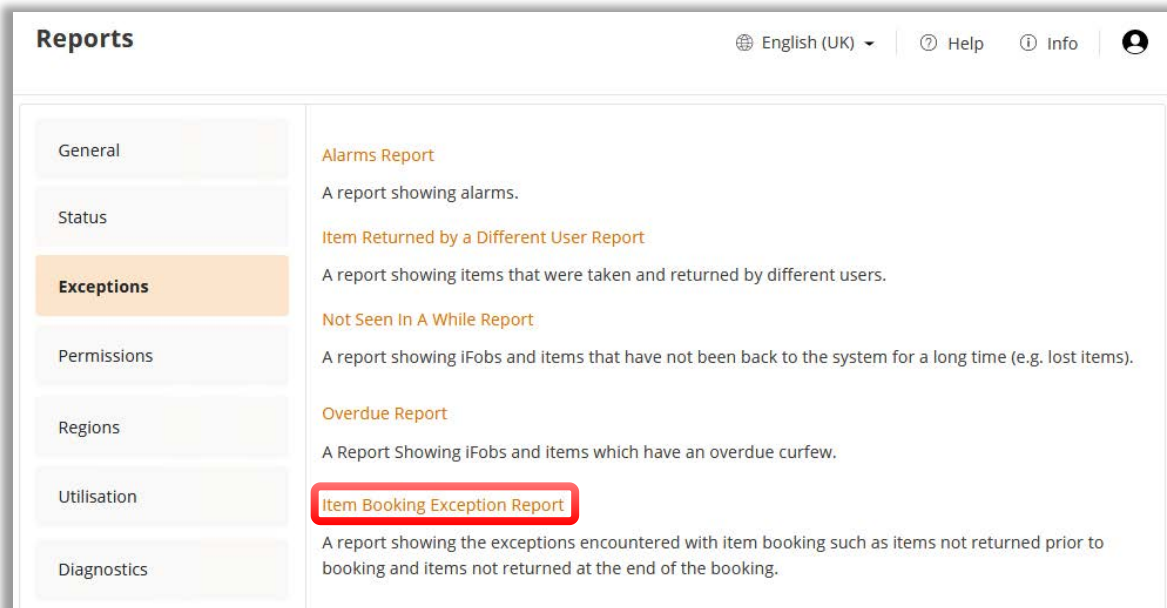 Reports
English (UK)
Help
Info
General
Status
Exceptions
Permissions
Regions
Utilisation
Diagnostics
Alarms Report
A report showing alarms.
Item Returned by a Different User Report
A report showing items that were taken and returned by different users.
Not Seen In A While Report
A report showing iFobs and items that have not been back to the system for a long time (e.g. lost items).
Overdue Report
A Report Showing iFobs and items which have an overdue curfew.
Item Booking Exception Report
A report showing the exceptions encountered with item booking such as items not returned prior to
booking and items not returned at the end of the booking.